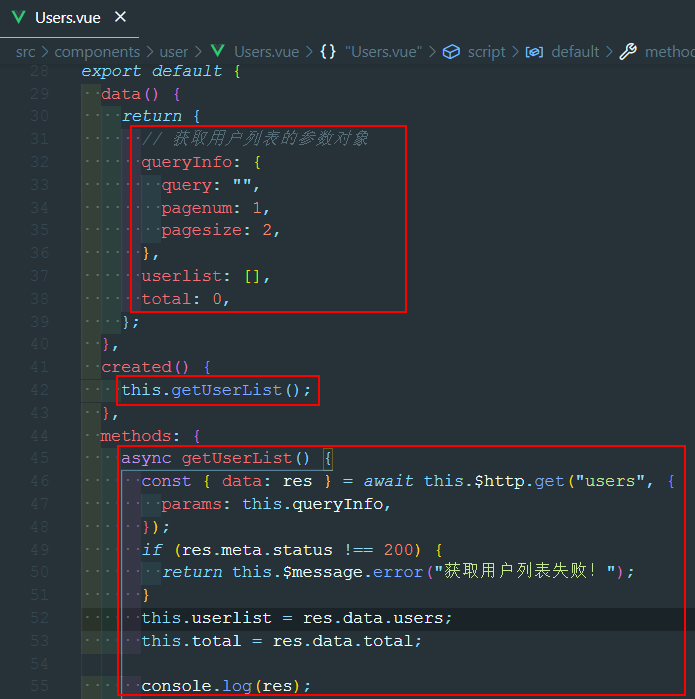 Users.vue
src > components > user > Users.vue > {} "Users.vue" > script > default > metho
28 export default {
29 data() {
30 return {
31 // 获取用户列表的参数对象
32 queryInfo: {
33 query: "",
34 pagenum: 1,
35 pagesize: 2,
36 },
37 userlist: [],
38 total: 0,
39 };
40 },
41 created() {
42 this.getUserList();
43 },
44 methods: {
45 async getUserList() {
46 const { data: res } = await this.$http.get("users", {
47 params: this.queryInfo,
48 });
49 if (res.meta.status !== 200) {
50 return this.$message.error("获取用户列表失败！");
51 }
52 this.userlist = res.data.users;
53 this.total = res.data.total;
54
55 console.log(res);